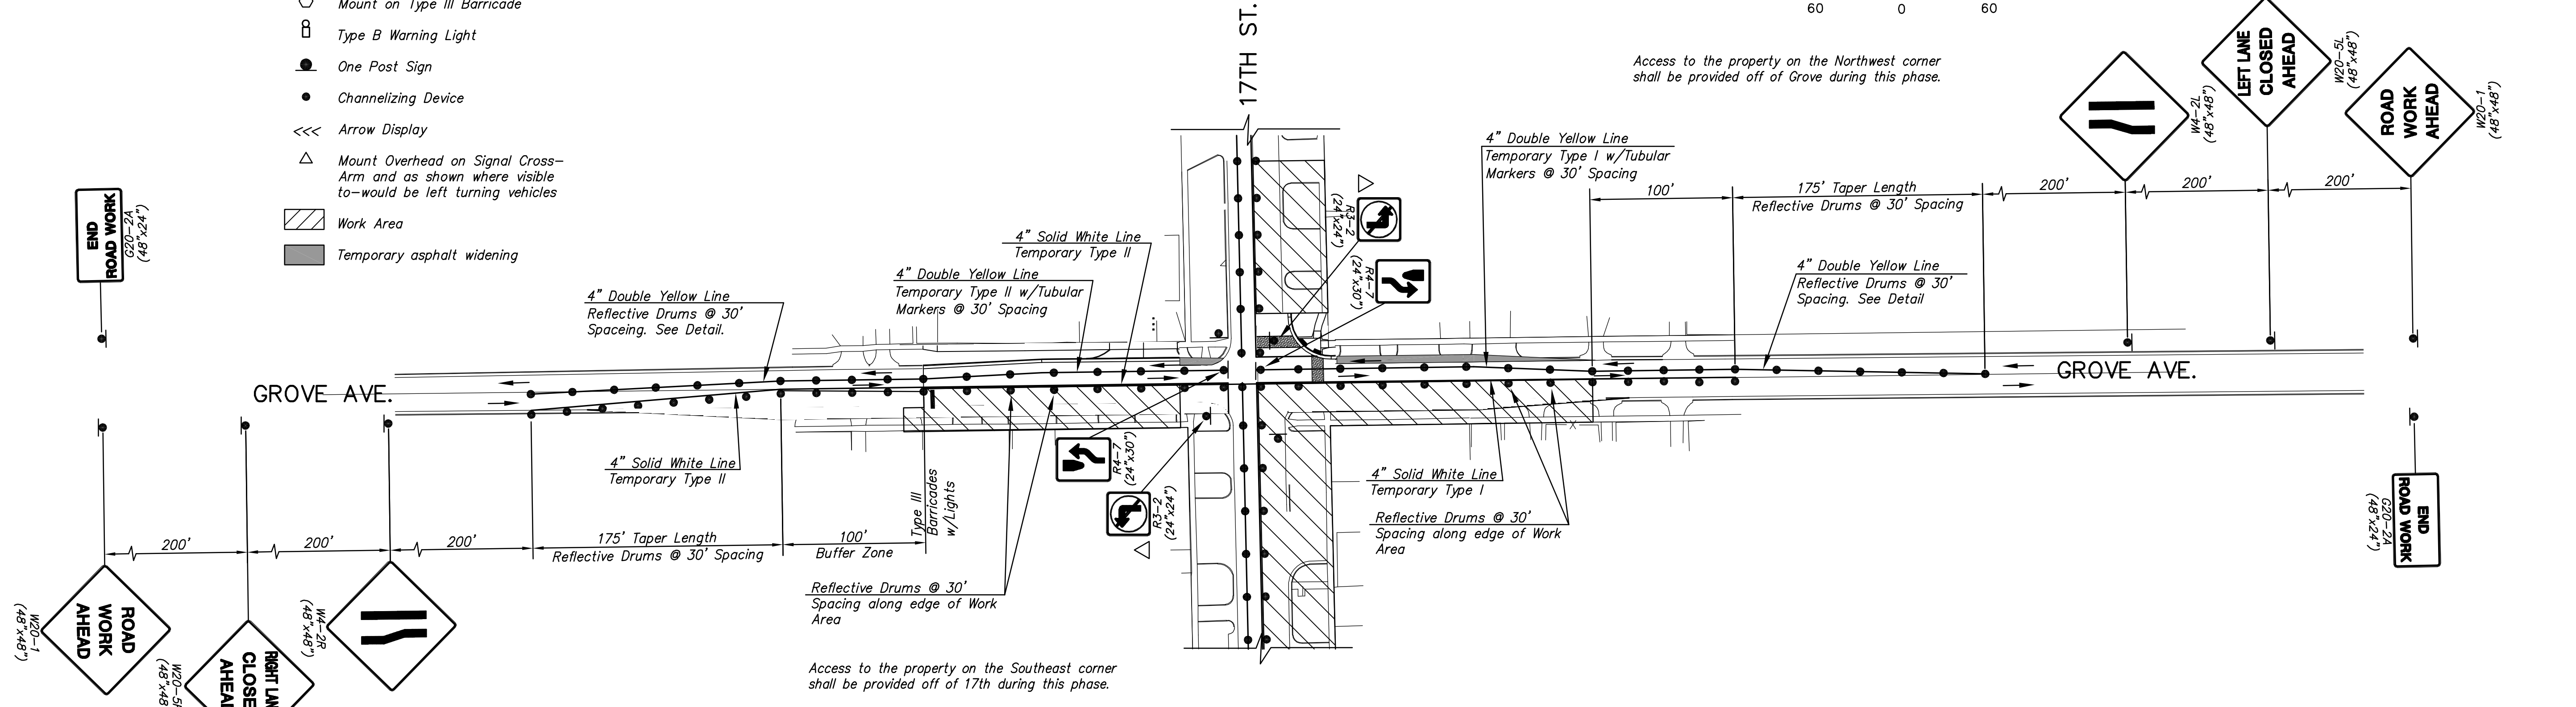 Mount on Type III Barricade
Type B Warning Light
One Post Sign
Channelizing Device
<<< Arrow Display
Mount Overhead on Signal Cross-
Arm and as shown where visible
to-would be left turning vehicles
Work Area
Temporary asphalt widening
17TH ST.
60 0 60
Access to the property on the Northwest corner
shall be provided off of Grove during this phase.
END
ROAD WORK
G20-2A
(48"x24")
4" Double Yellow Line
Reflective Drums @ 30'
Spaceing. See Detail.
4" Double Yellow Line
Temporary Type II w/Tubular
Markers @ 30' Spacing
4" Solid White Line
Temporary Type II
R3-2
(24"x24")
R4-7
(24"x30")
4" Double Yellow Line
Temporary Type I w/Tubular
Markers @ 30' Spacing
100'
175' Taper Length
Reflective Drums @ 30' Spacing
200'
200'
200'
4" Double Yellow Line
Reflective Drums @ 30'
Spacing. See Detail
W4-2L
(48"x48")
LEFT LANE
CLOSED
AHEAD
W20-5L
(48"x48")
ROAD
WORK
AHEAD
W20-1
(48"x48")
GROVE AVE.
GROVE AVE.
4" Solid White Line
Temporary Type II
200'
200'
200'
175' Taper Length
Reflective Drums @ 30' Spacing
100'
Buffer Zone
Type III
Barricades
w/Lights
Reflective Drums @ 30'
Spacing along edge of Work
Area
R4-7
(24"x30")
R3-2
(24"x24")
4" Solid White Line
Temporary Type I
Reflective Drums @ 30'
Spacing along edge of Work
Area
END
ROAD WORK
G20-2A
(48"x24")
ROAD
WORK
AHEAD
W20-1
(48"x48")
RIGHT LAN
CLOSE
AHEA
W20-5
(48"x48
W4-2R
(48"x48")
Access to the property on the Southeast corner
shall be provided off of 17th during this phase.